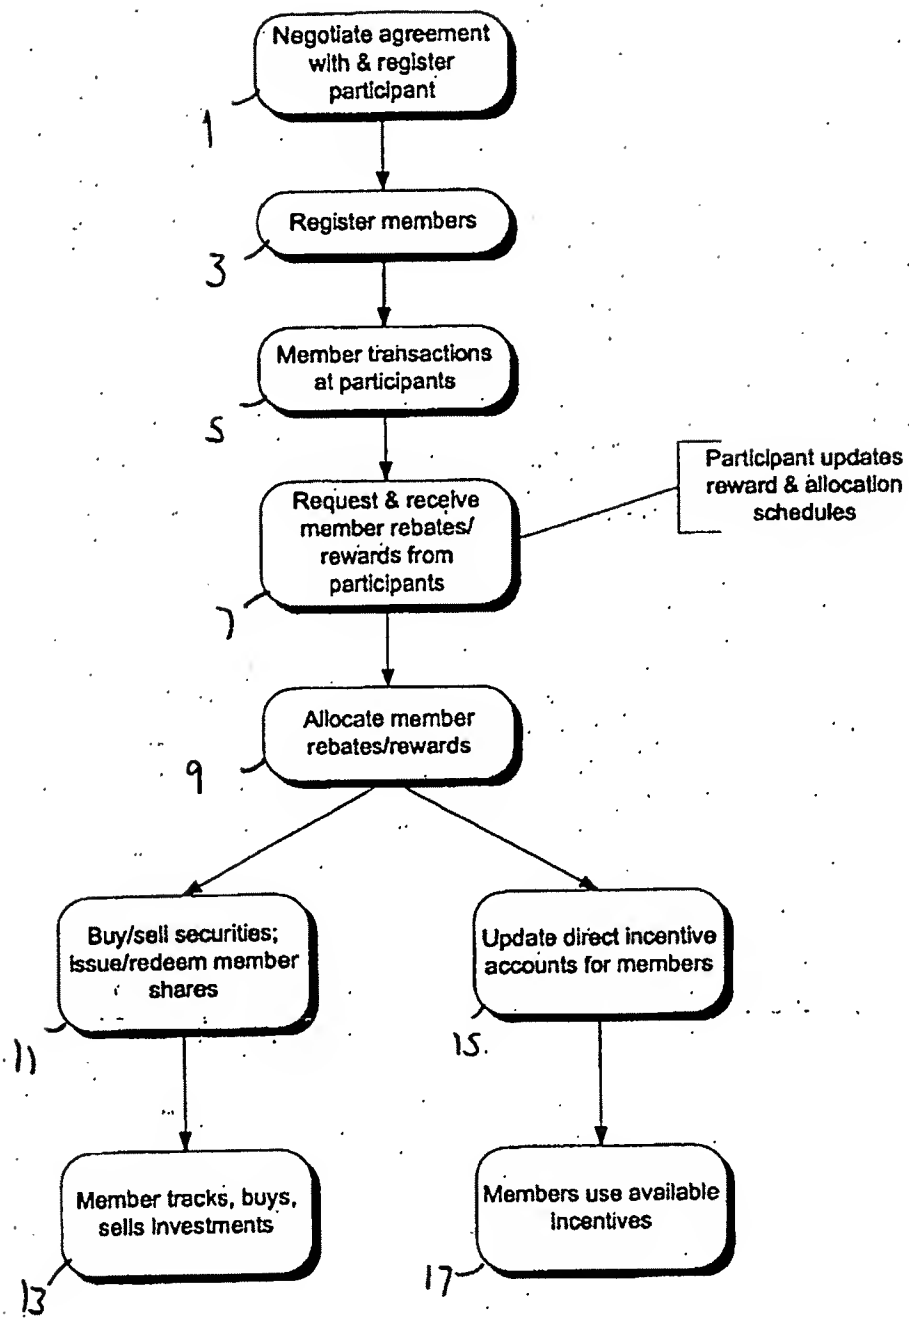 Negotiate agreement
with & register
participant
1
Register members
3
Member transactions
at participants
5
Participant updates
reward & allocation
schedules
Request & receive
member rebates/
rewards from
participants
7
Allocate member
rebates/rewards
9
Buy/sell securities;
issue/redeem member
shares
11
Update direct incentive
accounts for members
15.
Member tracks, buys,
sells investments
13
Members use available
incentives
17